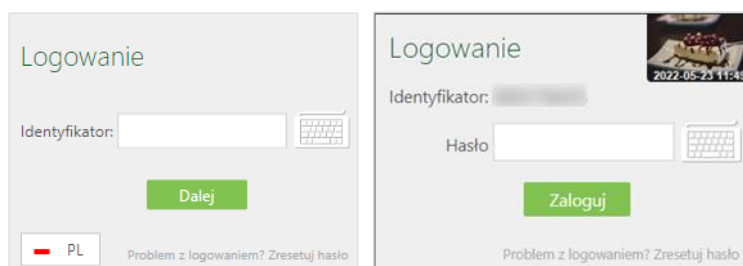 Logowanie
Identyfikator:
Dalej
PL
Problem z logowaniem? Zresetuj hasło
Logowanie
2022-05-23 11:49
Identyfikator:
Hasło
Zaloguj
Problem z logowaniem? Zresetuj hasło